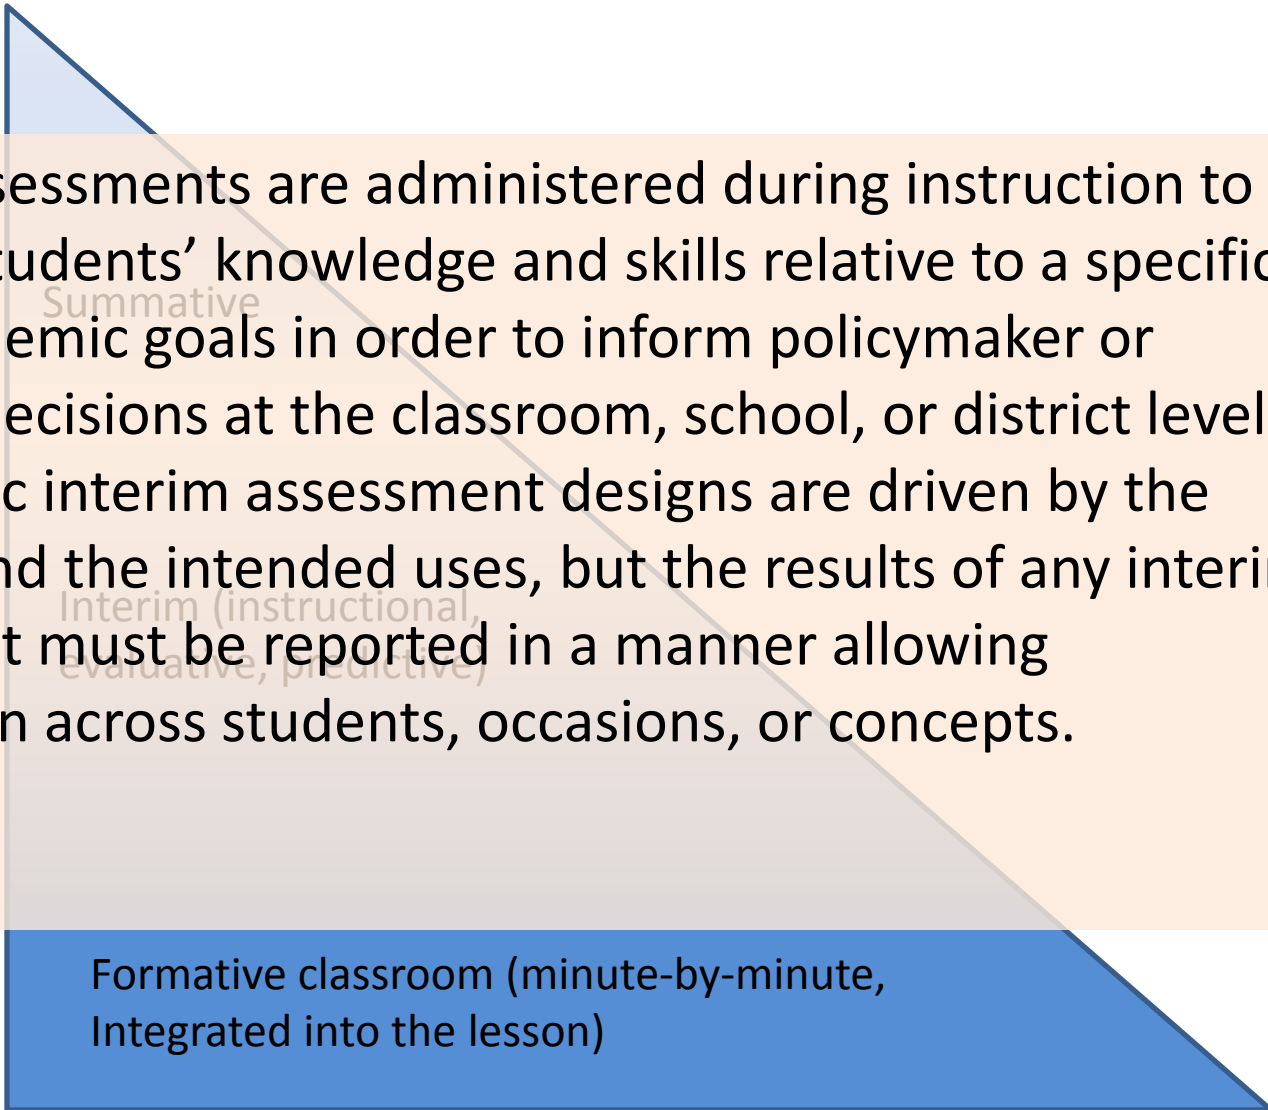 sessments are administered during instruction to
tudents’ knowledge and skills relative to a specific
Summative
emic goals in order to inform policymaker or
ecisions at the classroom, school, or district level
c interim assessment designs are driven by the
nd the intended uses, but the results of any interim
Interim (instructional,
t must be reported in a manner allowing
evaluative, predictive)
n across students, occasions, or concepts.
Formative classroom (minute-by-minute,
Integrated into the lesson)